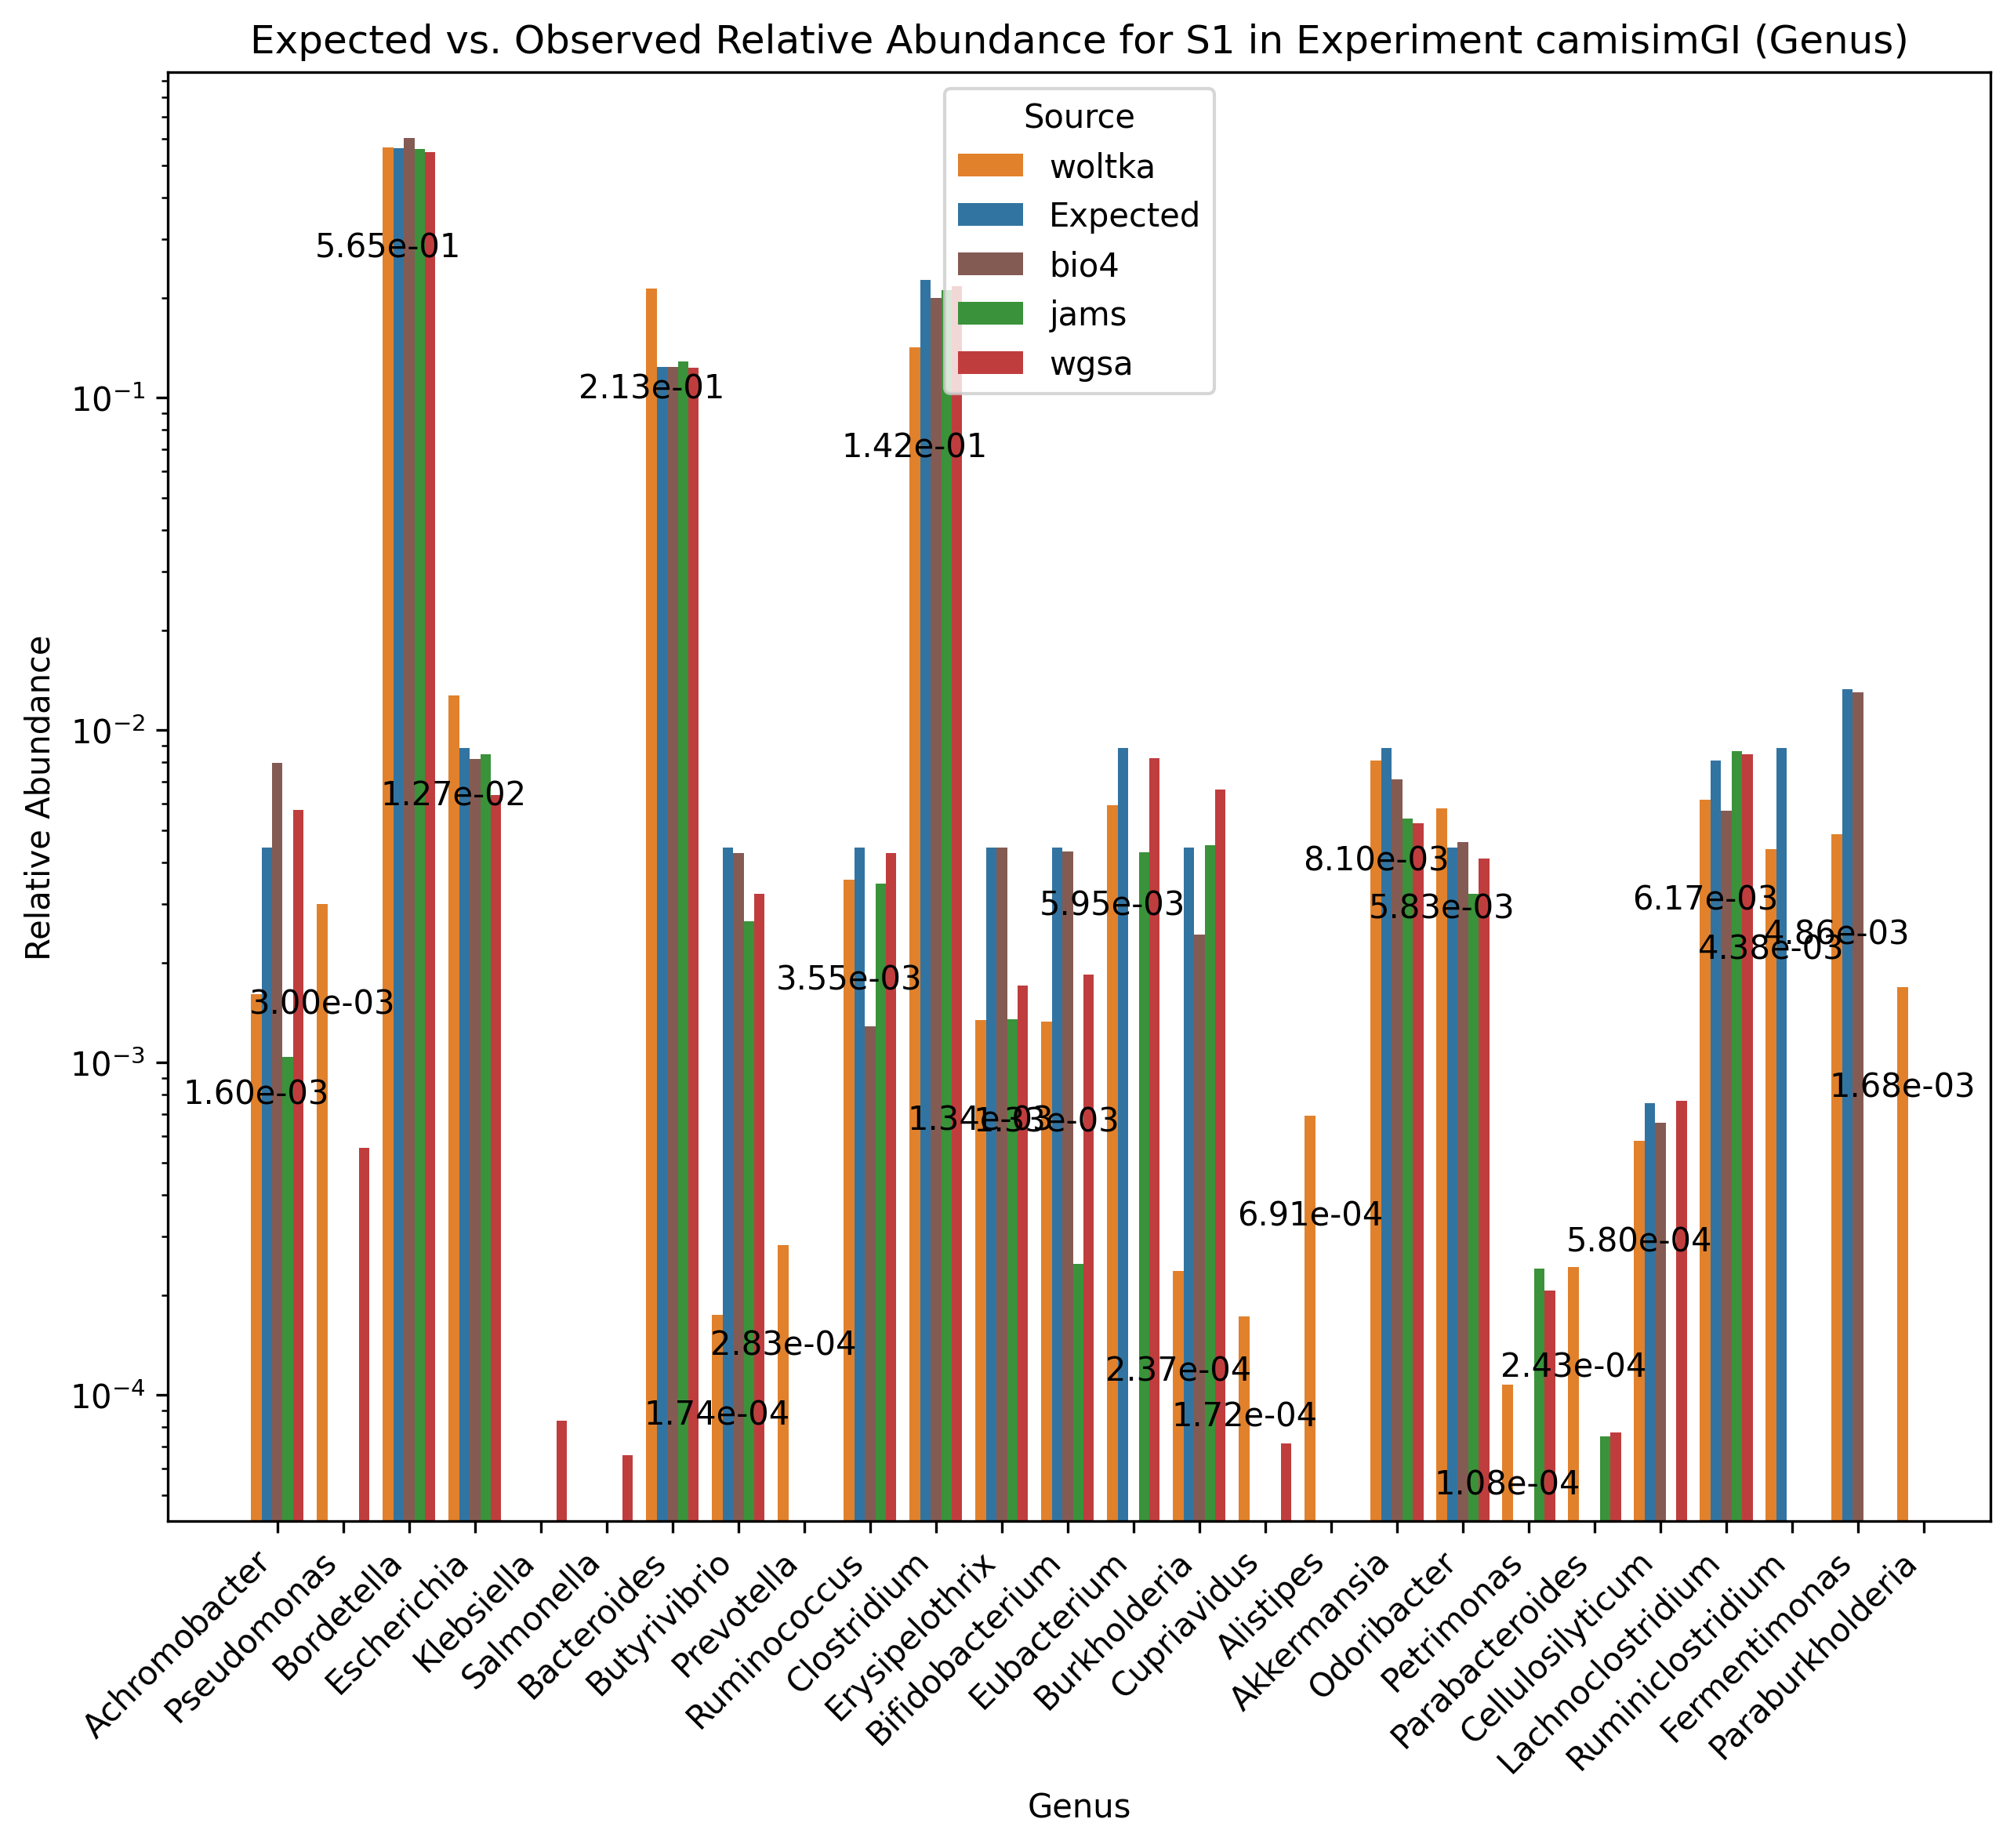 Expected vs. Observed Relative Abundance for S1 in Experiment camisimGI (Genus)
Source
woltka
Expected
bio4
jams
wgsa
Relative Abundance
10⁻¹
10⁻²
10⁻³
10⁻⁴
5.65e-01
2.13e-01
1.42e-01
1.27e-02
8.10e-03
5.95e-03
5.83e-03
6.17e-03
4.86e-03
4.38e-03
3.55e-03
3.00e-03
1.60e-03
1.68e-03
1.34e-03
1.33e-03
6.91e-04
5.80e-04
2.83e-04
2.37e-04
2.43e-04
1.74e-04
1.72e-04
1.08e-04
Achromobacter
Pseudomonas
Bordetella
Escherichia
Klebsiella
Salmonella
Bacteroides
Butyrivibrio
Prevotella
Ruminococcus
Clostridium
Erysipelothrix
Bifidobacterium
Eubacterium
Burkholderia
Cupriavidus
Alistipes
Akkermansia
Odoribacter
Petrimonas
Parabacteroides
Cellulosilyticum
Lachnoclostridium
Ruminiclostridium
Fermentimonas
Paraburkholderia
Genus